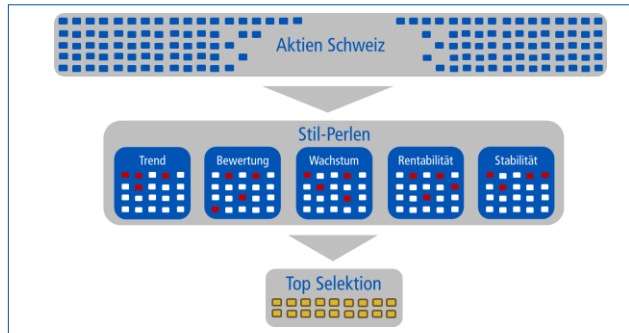 Aktien Schweiz
Stil-Perlen
Trend
Bewertung
Wachstum
Rentabilität
Stabilität
Top Selektion